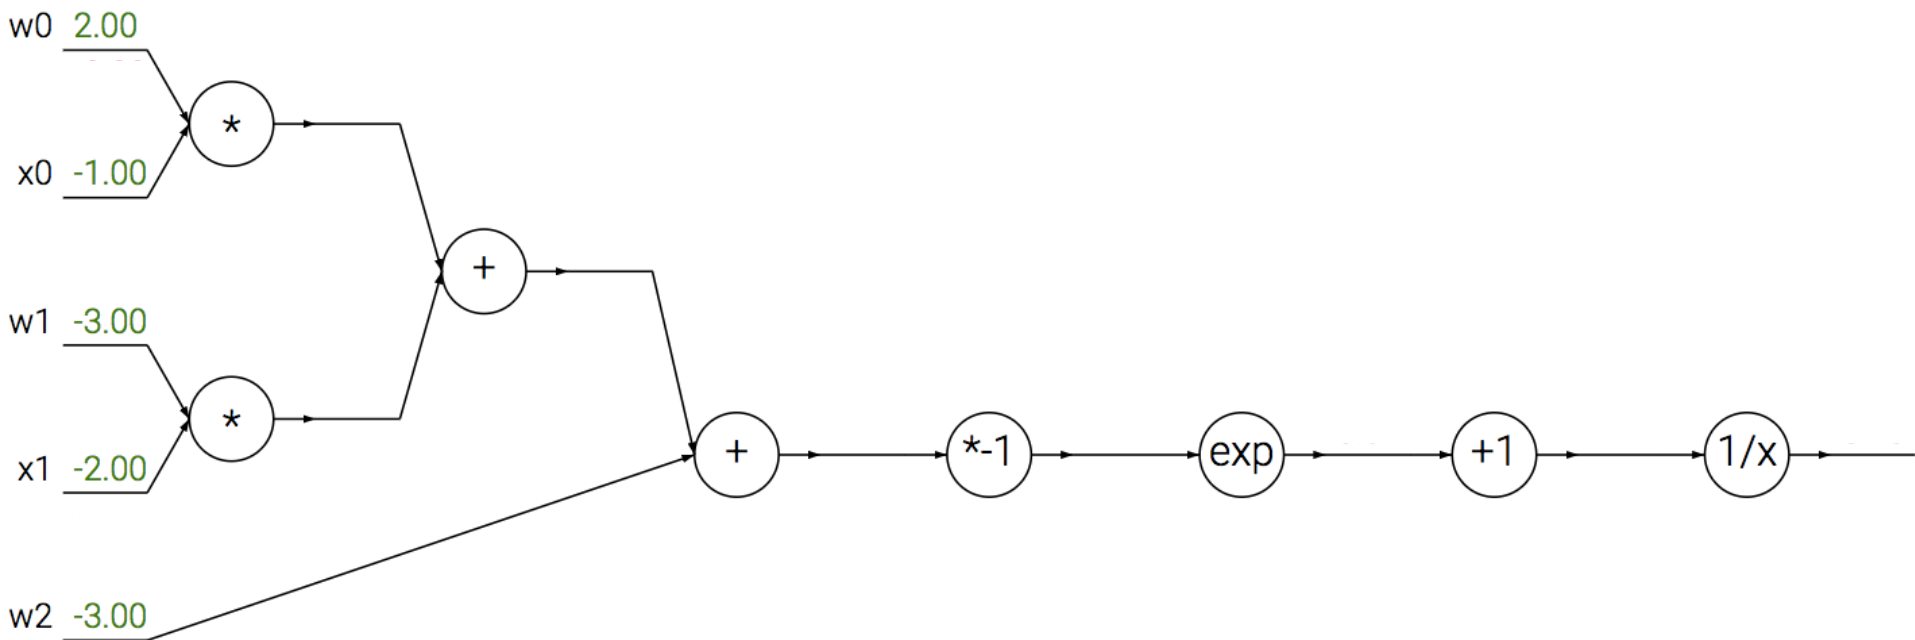 w0 2.00
*
x0 -1.00
+
w1 -3.00
*
x1 -2.00
+ *-1 exp +1 1/x
w2 -3.00